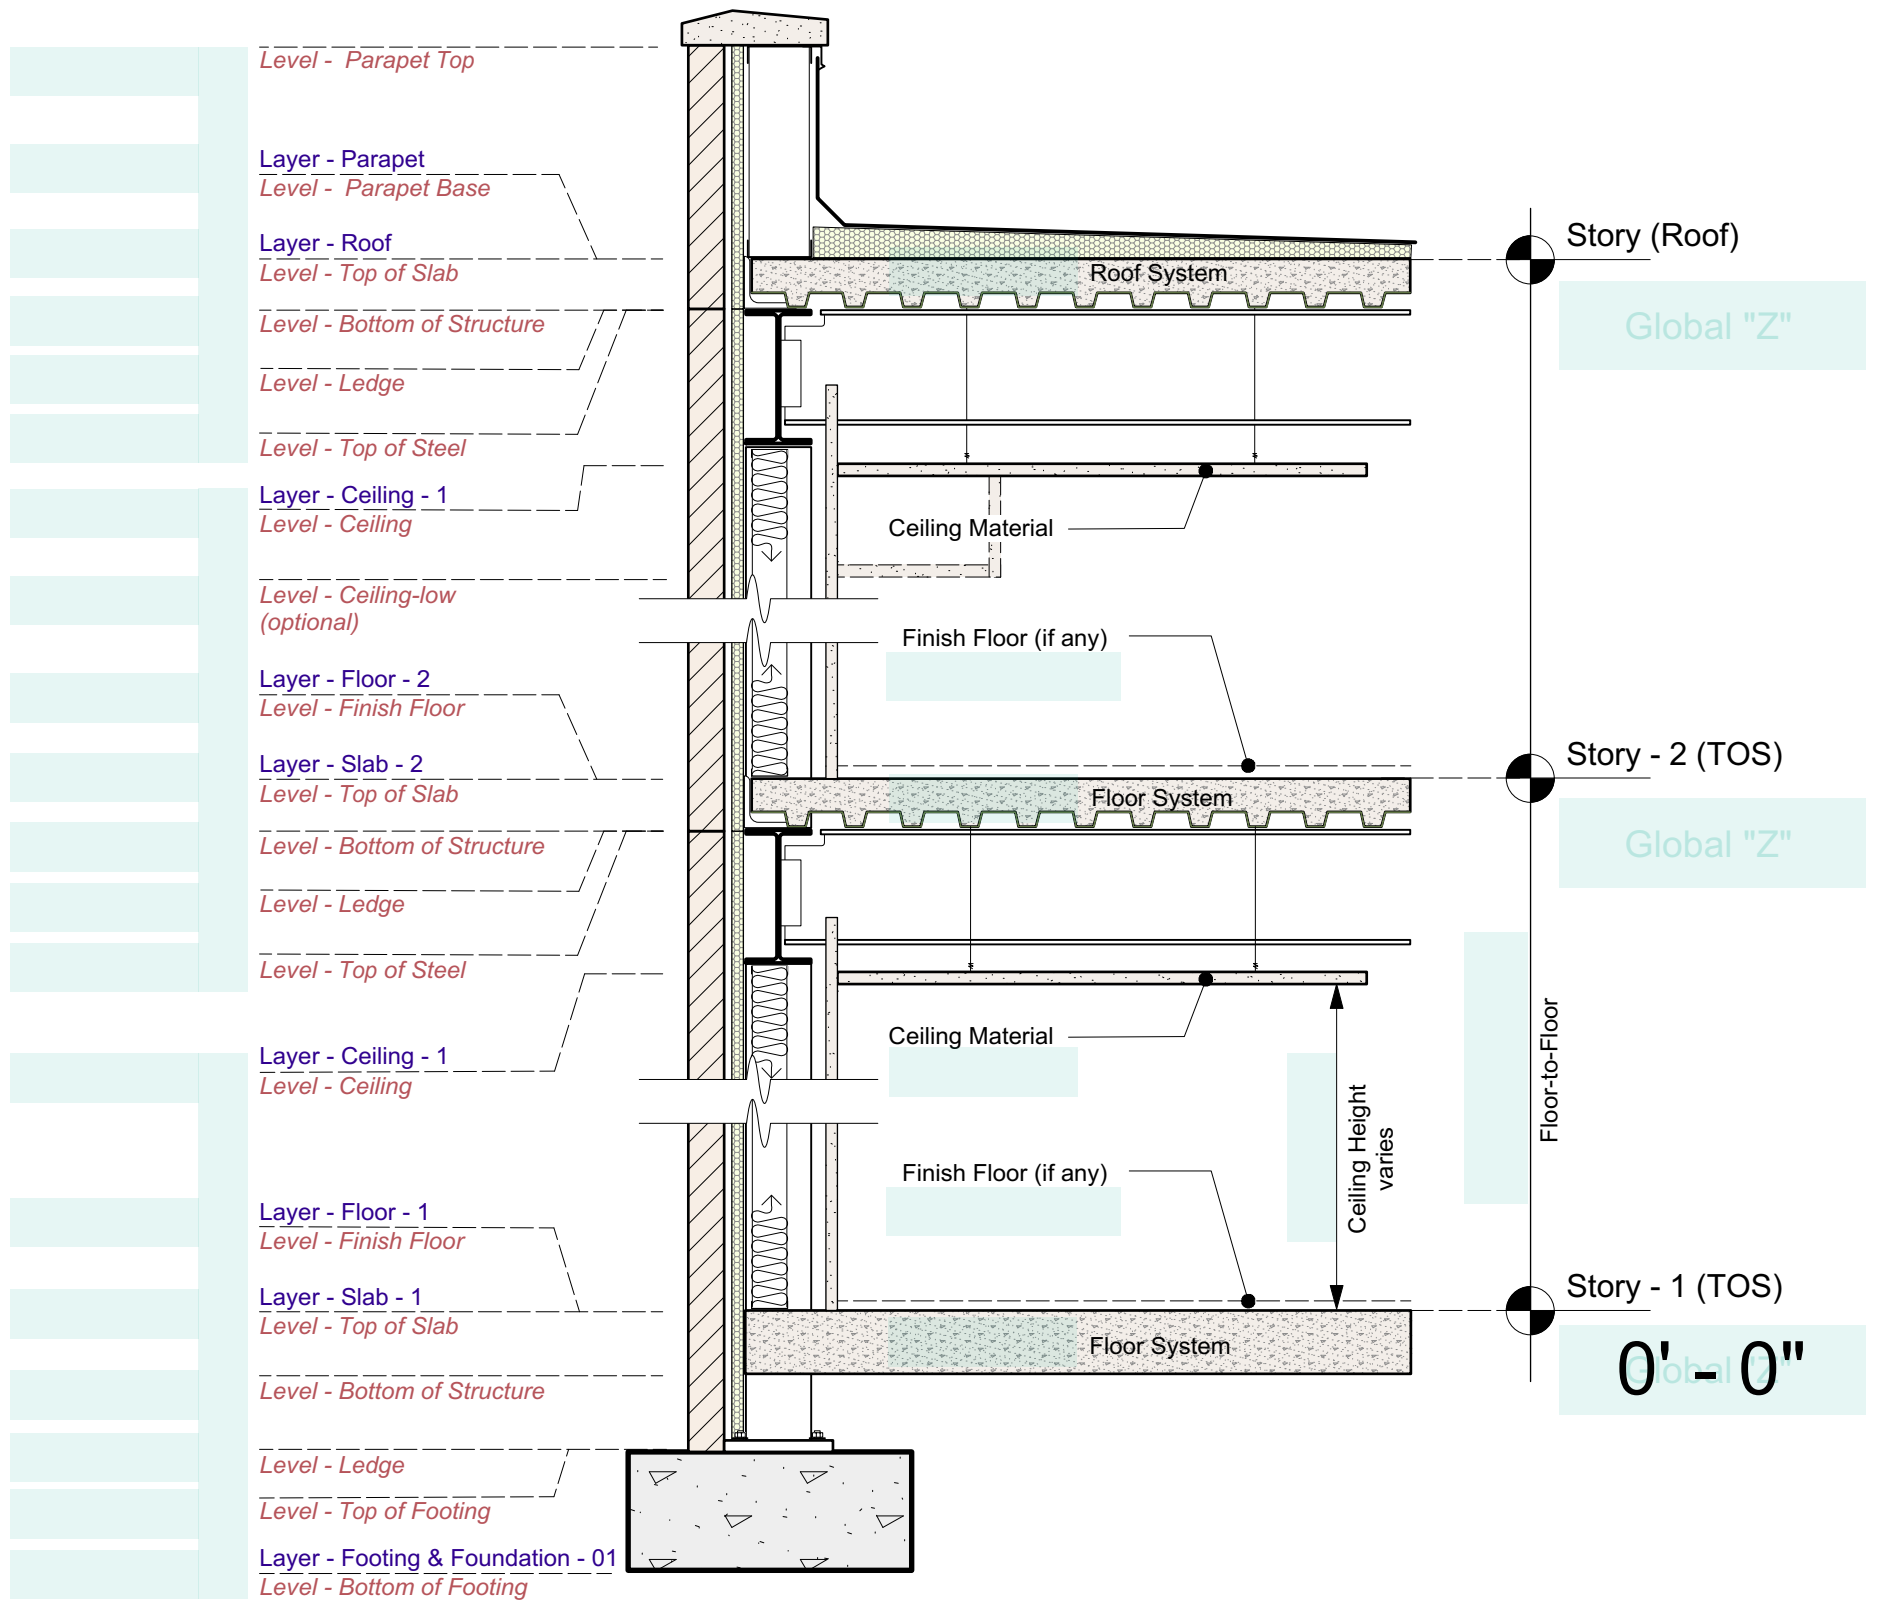 Level -  Parapet Top
Layer - Parapet
Level -  Parapet Base
Layer - Roof
Level - Top of Slab
Level - Bottom of Structure
Level - Ledge
Level - Top of Steel
Layer - Ceiling - 1
Level - Ceiling
Level - Ceiling-low
(optional)
Layer - Floor - 2
Level - Finish Floor
Layer - Slab - 2
Level - Top of Slab
Level - Bottom of Structure
Level - Ledge
Level - Top of Steel
Layer - Ceiling - 1
Level - Ceiling
Layer - Floor - 1
Level - Finish Floor
Layer - Slab - 1
Level - Top of Slab
Level - Bottom of Structure
Level - Ledge
Level - Top of Footing
Layer - Footing & Foundation - 01
Level - Bottom of Footing
Roof System
Ceiling Material
Finish Floor (if any)
Floor System
Ceiling Material
Finish Floor (if any)
Floor System
Ceiling Height
varies
Floor-to-Floor
Story (Roof)
Global "Z"
Story - 2 (TOS)
Global "Z"
Story - 1 (TOS)
Global "Z"
0' - 0"